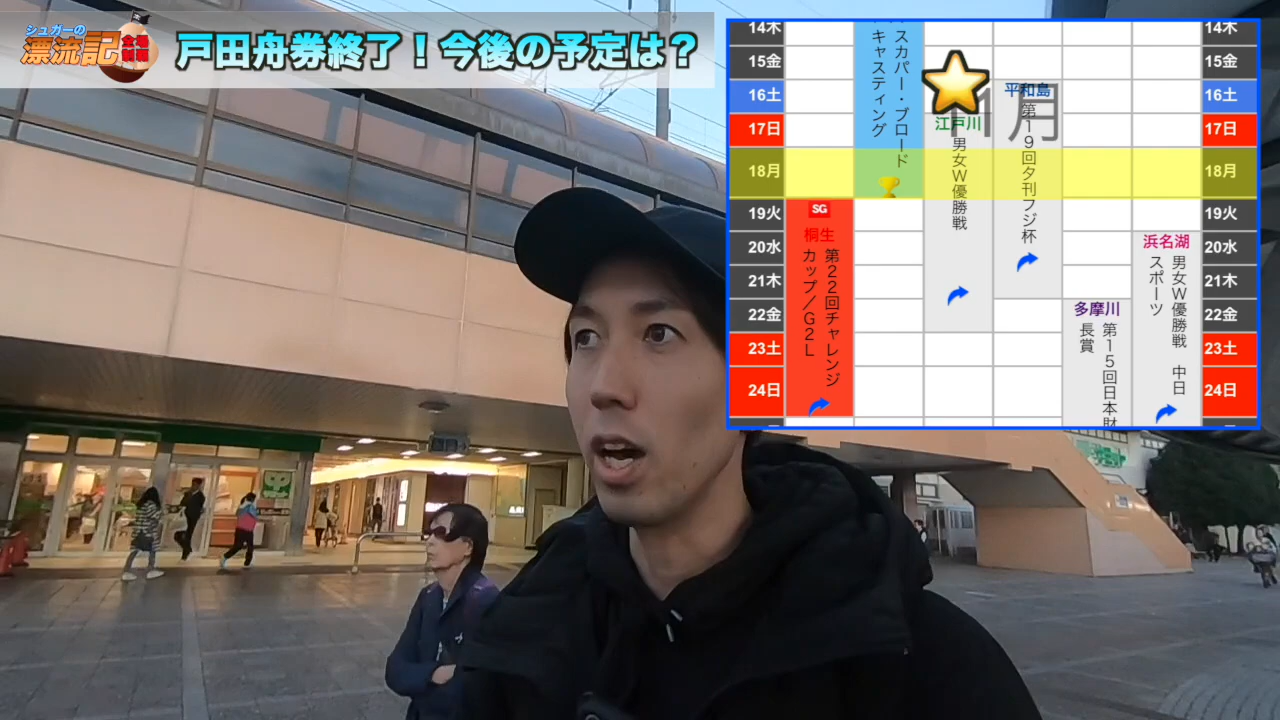 シュガーの
漂流記
全場
制覇
戸田舟券終了！今後の予定は？
14木
15金
16土
17日
18月
19火
20水
21木
22金
23土
24日
11月
スカパー・ブロード
キャスティング
江戸川
男女W優勝戦
平和島
第19回夕刊フジ杯
SG
桐生
第22回チャレンジ
カップ／G2L
多摩川
第15回日本財
長賞
浜名湖
男女W優勝戦 中日
スポーツ
14木
15金
16土
17日
18月
19火
20水
21木
22金
23土
24日